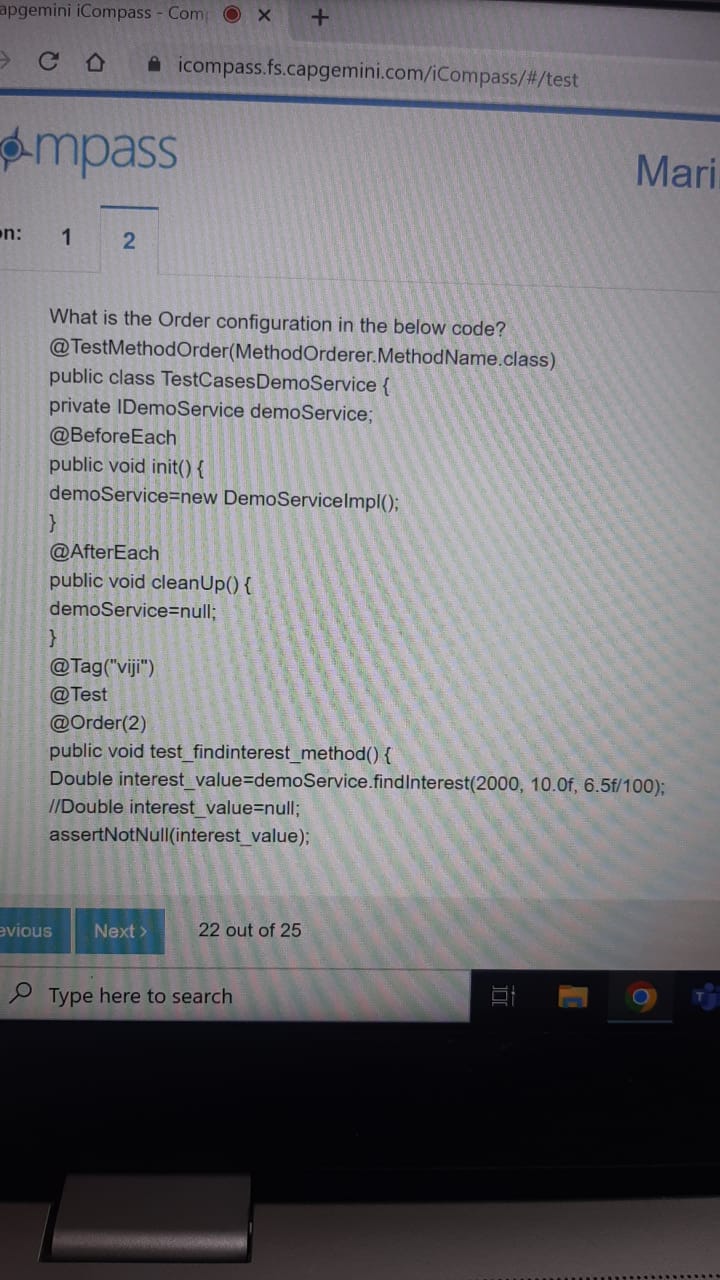 apgemini iCompass - Com
icompass.fs.capgemini.com/iCompass/#/test
ompass
Mari
on:
1
2
What is the Order configuration in the below code?
@TestMethodOrder(MethodOrderer.MethodName.class)
public class TestCasesDemoService {
private IDemoService demoService;
@BeforeEach
public void init() {
demoService=new DemoServiceImpl();
}
@AfterEach
public void cleanUp() {
demoService=null;
}
@Tag("viji")
@Test
@Order(2)
public void test_findinterest_method() {
Double interest_value=demoService.findInterest(2000, 10.0f, 6.5f/100);
//Double interest_value=null;
assertNotNull(interest_value);
evious
Next >
22 out of 25
Type here to search
T